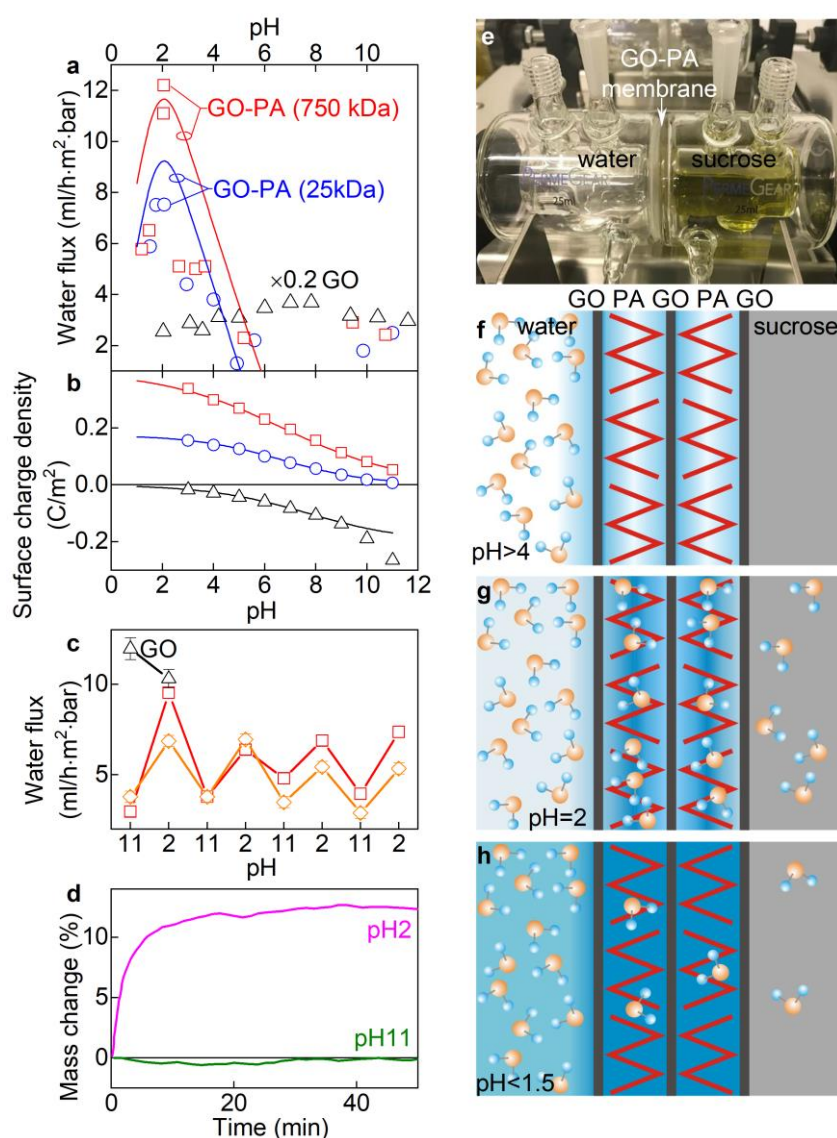 pH
0 2 4 6 8 10 12
a
Water flux (ml/h·m²·bar)
12
10
8
6
4
2
GO-PA (750 kDa)
GO-PA (25kDa)
×0.2 GO
b
Surface charge density
(C/m²)
0.2
0.0
-0.2
0 2 4 6 8 10 12
pH
c
Water flux
(ml/h·m²·bar)
10
5
GO
11 2 11 2 11 2 11 2
pH
d
Mass change (%)
10
5
0
pH2
pH11
0 20 40
Time (min)
e
GO-PA
membrane
water
sucrose
PERMEGEAR
25ml
PERMEGEAR
25ml
GO PA GO PA GO
f
water
sucrose
pH>4
g
pH=2
h
pH<1.5